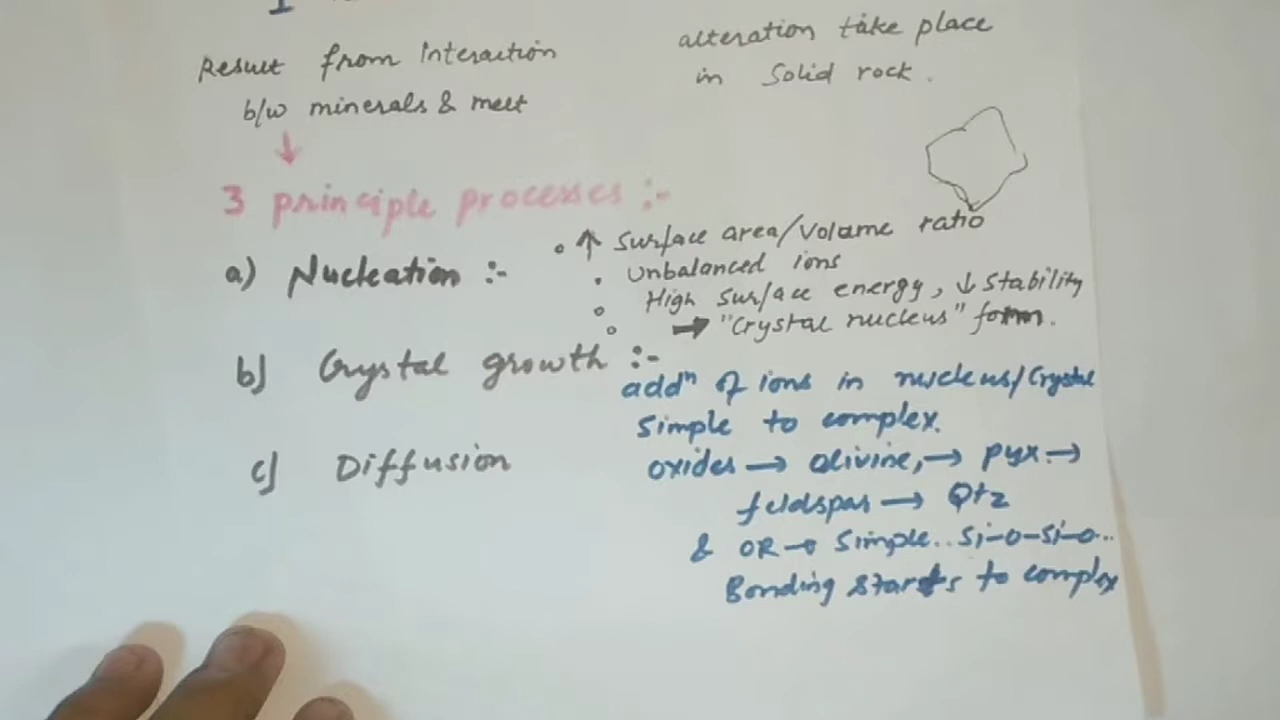 Result from Interaction
b/w minerals & melt
↓
alteration take place
in Solid rock.
3 principle processes :-
a) Nucleation :-
◦ ↑ Surface area/Volume ratio
• Unbalanced ions
◦ High Surface energy, ↓ Stability
◦ → "Crystal nucleus" form.
b) Crystal growth :-
addⁿ of ions in nucleus/Crystal
Simple to complex.
oxides → olivine, → pyx →
feldspar → Qtz
& OR → Simple.. Si-O-Si-O...
Bonding starts to complex
c) Diffusion